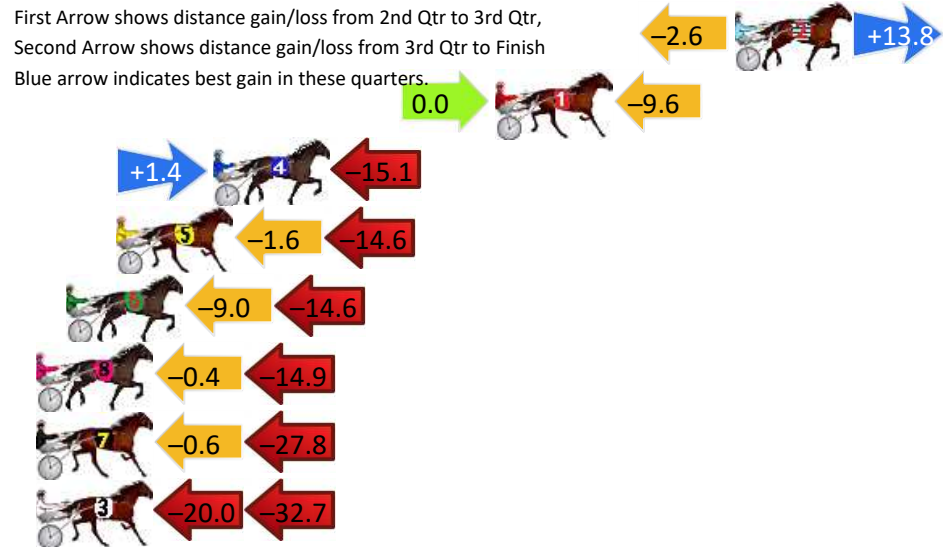 First Arrow shows distance gain/loss from 2nd Qtr to 3rd Qtr,
Second Arrow shows distance gain/loss from 3rd Qtr to Finish
Blue arrow indicates best gain in these quarters.
–2.6 2 +13.8
0.0 1 –9.6
+1.4 4 –15.1
5 –1.6 –14.6
6 –9.0 –14.6
8 –0.4 –14.9
7 –0.6 –27.8
3 –20.0 –32.7